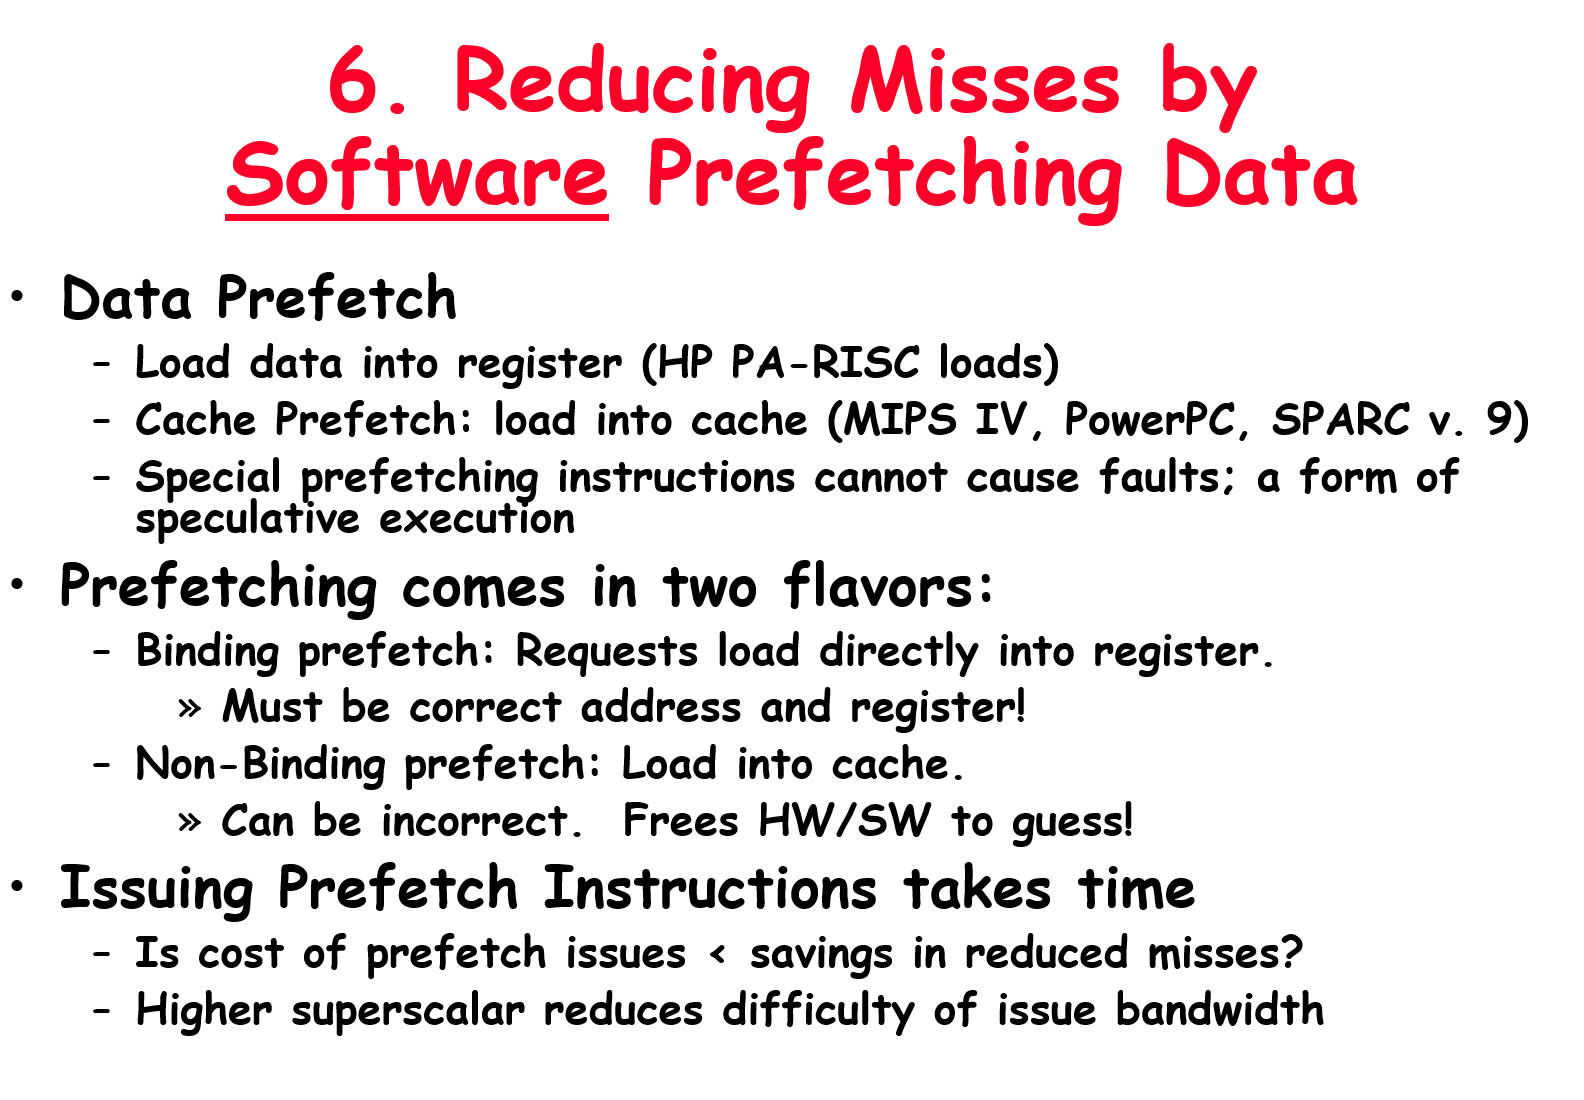 6. Reducing Misses by
Software Prefetching Data
• Data Prefetch
– Load data into register (HP PA-RISC loads)
– Cache Prefetch: load into cache (MIPS IV, PowerPC, SPARC v. 9)
– Special prefetching instructions cannot cause faults; a form of
speculative execution
• Prefetching comes in two flavors:
– Binding prefetch: Requests load directly into register.
» Must be correct address and register!
– Non-Binding prefetch: Load into cache.
» Can be incorrect. Frees HW/SW to guess!
• Issuing Prefetch Instructions takes time
– Is cost of prefetch issues < savings in reduced misses?
– Higher superscalar reduces difficulty of issue bandwidth